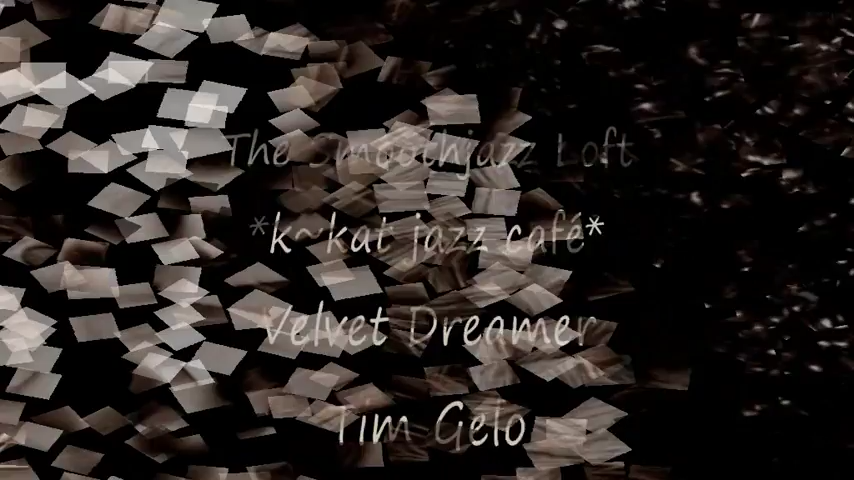 The Smoothjazz Loft
*k~kat jazz café*
Velvet Dreamer
Tim Gelo